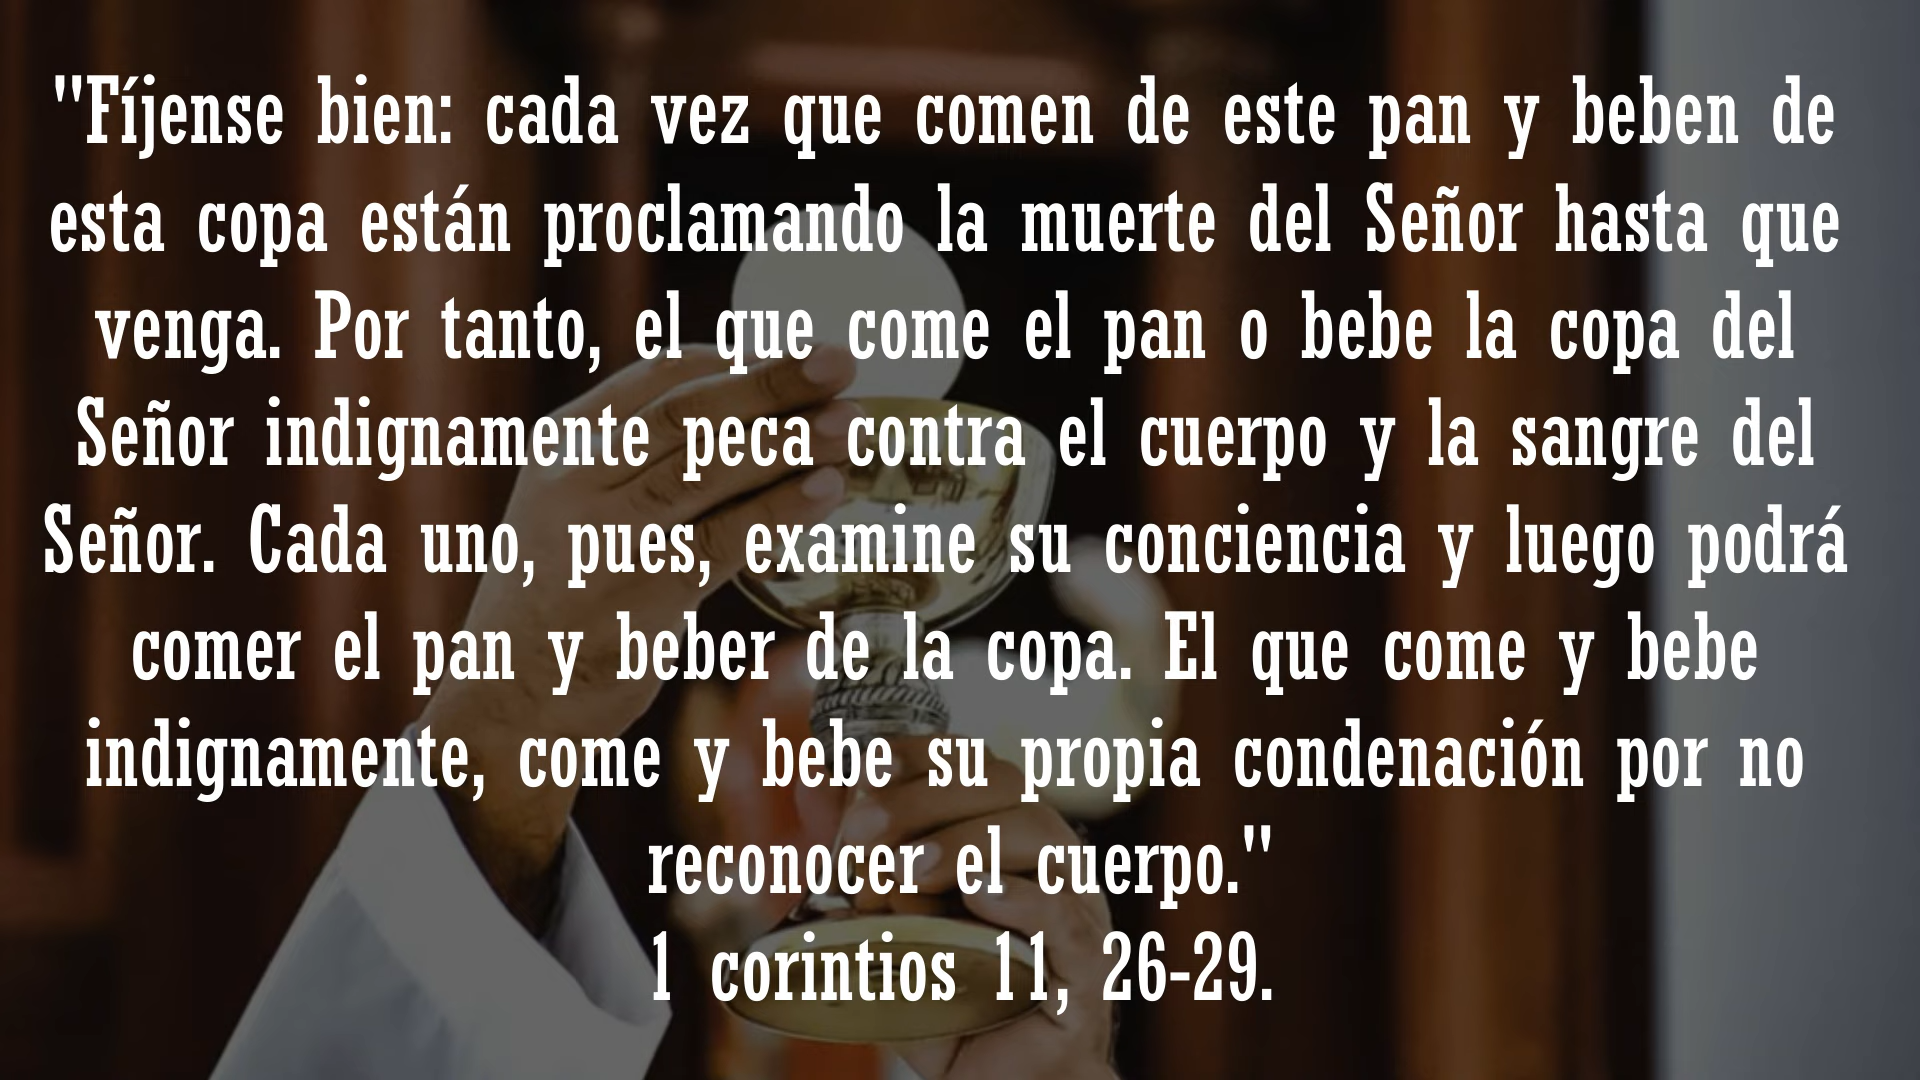 "Fíjense bien: cada vez que comen de este pan y beben de
esta copa están proclamando la muerte del Señor hasta que
venga. Por tanto, el que come el pan o bebe la copa del
Señor indignamente peca contra el cuerpo y la sangre del
Señor. Cada uno, pues, examine su conciencia y luego podrá
comer el pan y beber de la copa. El que come y bebe
indignamente, come y bebe su propia condenación por no
reconocer el cuerpo."
1 corintios 11, 26-29.